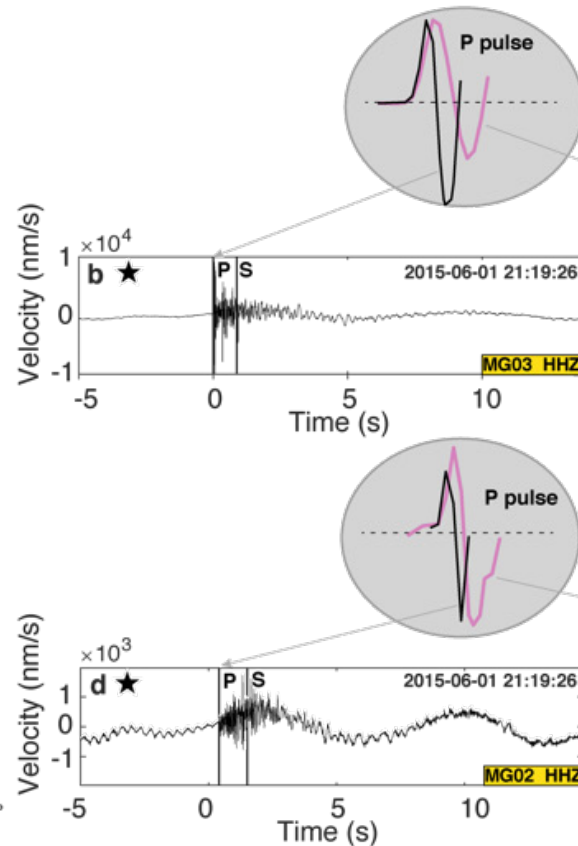 P pulse
×10⁴
b ★ P S 2015-06-01 21:19:26
Velocity (nm/s)
1
0
-1
MG03 HHZ
-5 0 5 10
Time (s)
P pulse
×10³
d ★ P S 2015-06-01 21:19:26
Velocity (nm/s)
1
0
-1
MG02 HHZ
-5 0 5 10
Time (s)